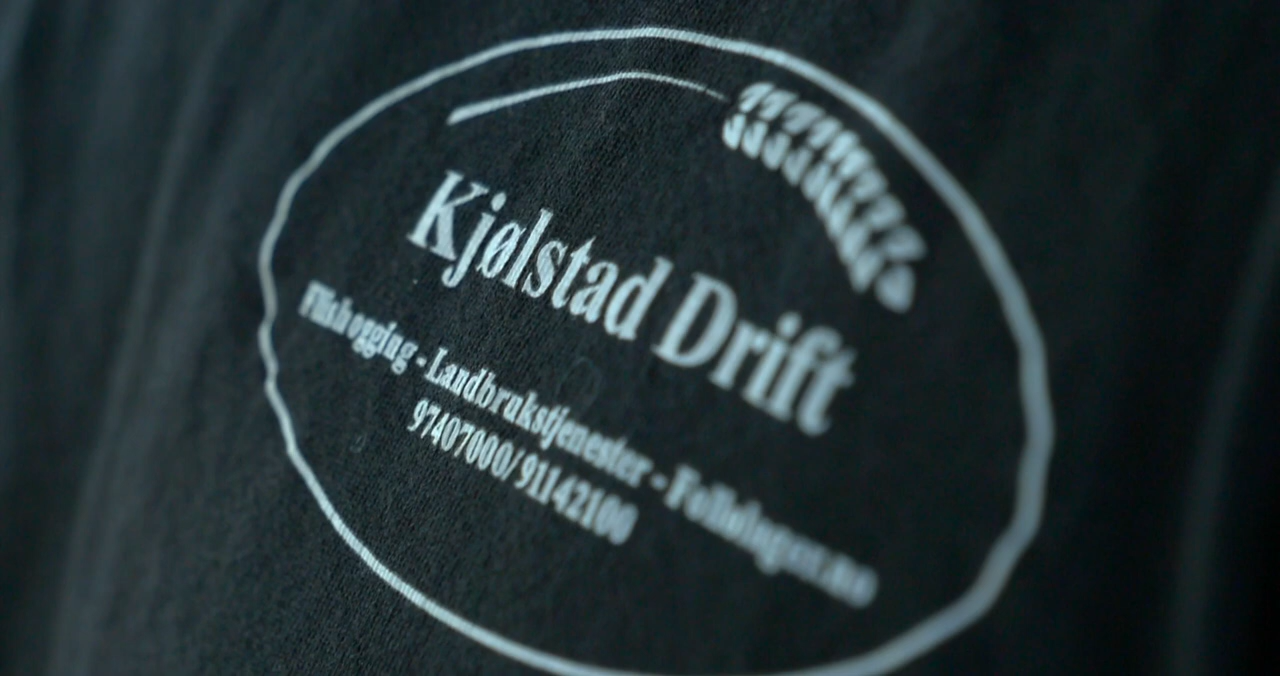 Kjølstad Drift
Flishogging - Landbrukstjenester -
97407000/ 91142100